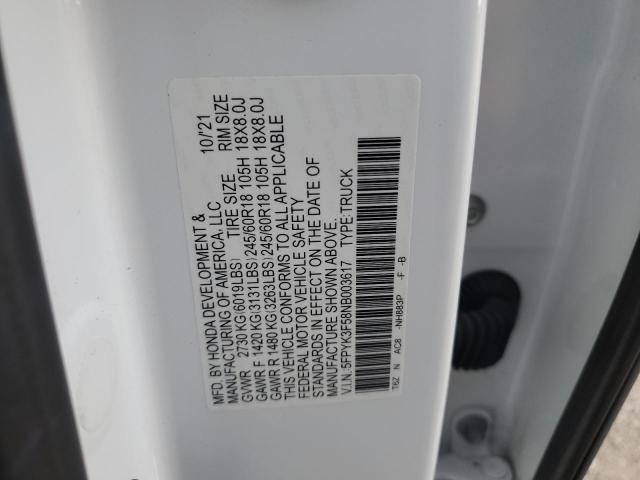 MFD. BY HONDA DEVELOPMENT & 10/'21
MANUFACTURING OF AMERICA, LLC
TIRE SIZE RIM SIZE
GVWR 2730 KG(6019LBS)
GAWR F 1420 KG(3131LBS) 245/60R18 105H 18X8.0J
GAWR R 1480 KG(3263LBS) 245/60R18 105H 18X8.0J
THIS VEHICLE CONFORMS TO ALL APPLICABLE
FEDERAL MOTOR VEHICLE SAFETY
STANDARDS IN EFFECT ON THE DATE OF
MANUFACTURE SHOWN ABOVE.
V.I.N.:5FPYK3F58NB003617 TYPE:TRUCK
T6Z N AC8 -NH883P -F -B